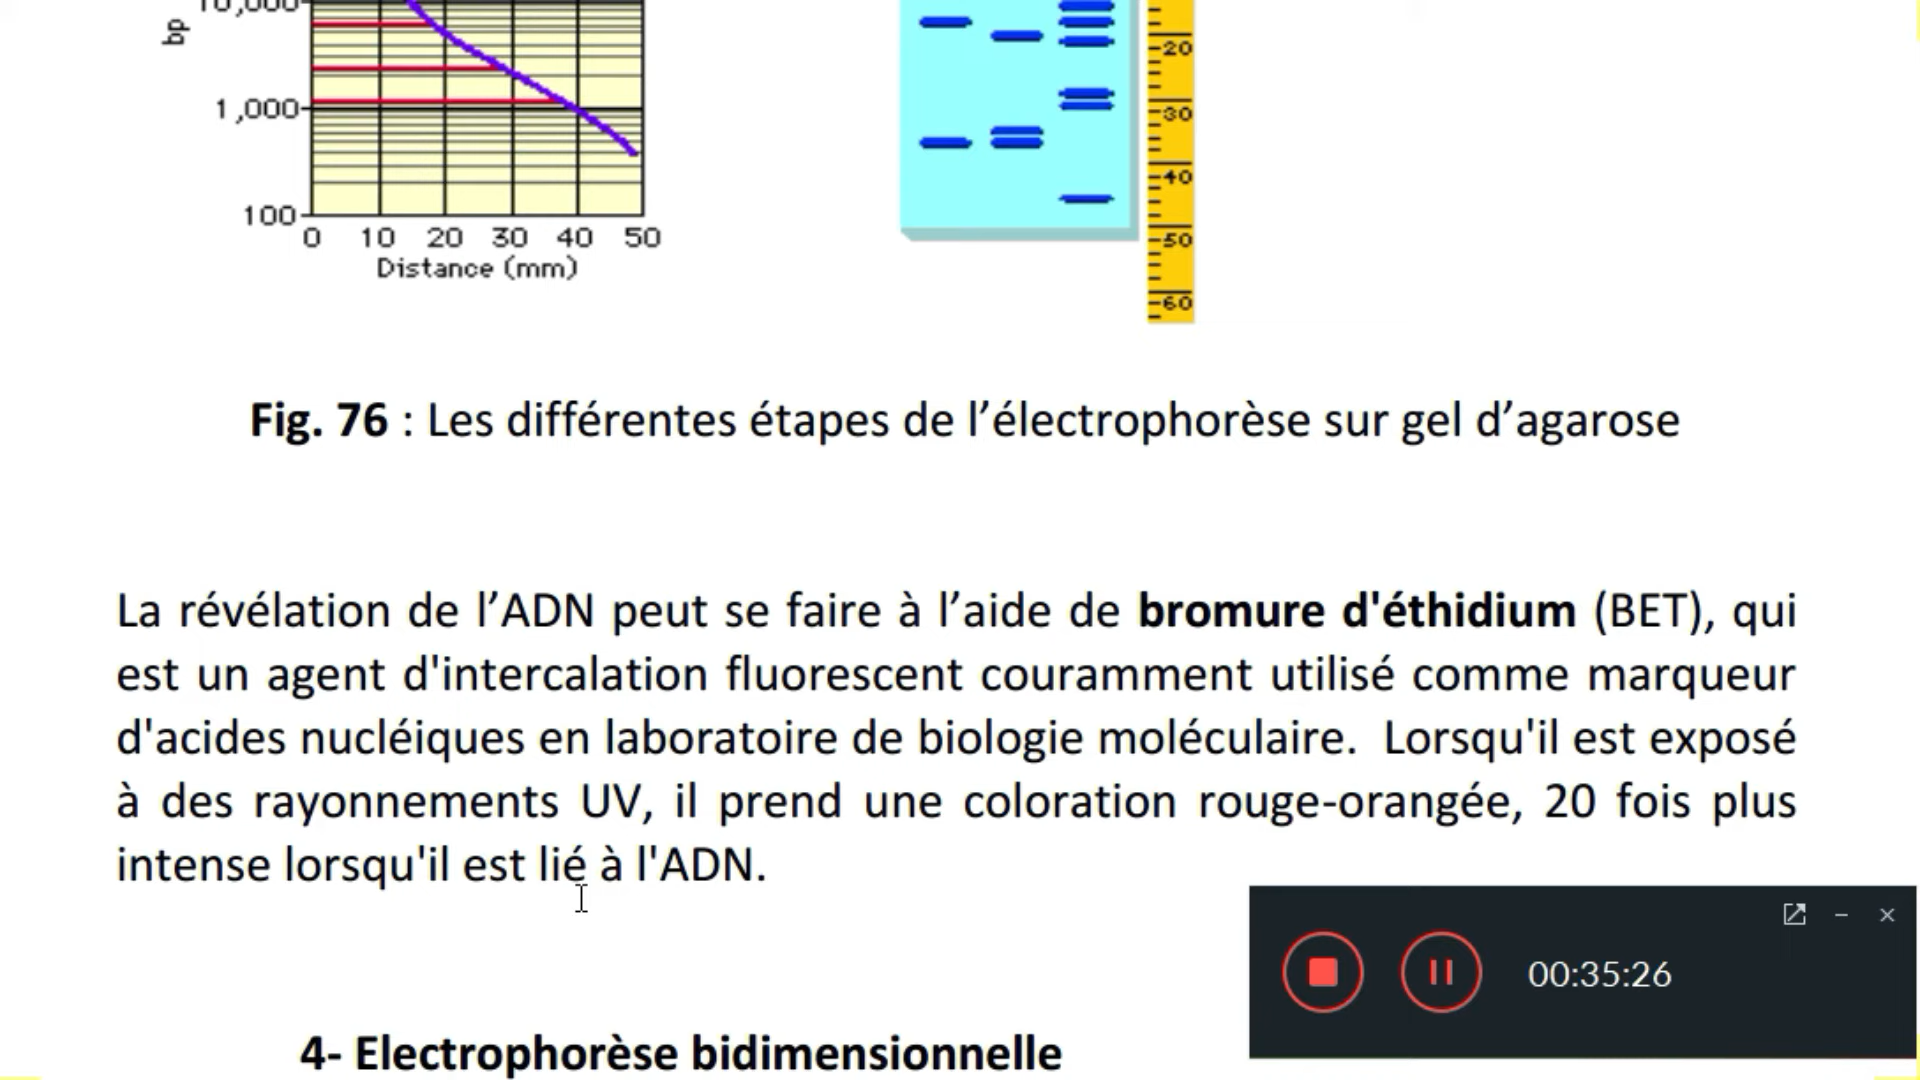 10,000
bp
1,000
100
0 10 20 30 40 50
Distance (mm)
20
30
40
50
60
Fig. 76 : Les différentes étapes de l’électrophorèse sur gel d’agarose
La révélation de l’ADN peut se faire à l’aide de bromure d'éthidium (BET), qui
est un agent d'intercalation fluorescent couramment utilisé comme marqueur
d'acides nucléiques en laboratoire de biologie moléculaire. Lorsqu'il est exposé
à des rayonnements UV, il prend une coloration rouge-orangée, 20 fois plus
intense lorsqu'il est lié à l'ADN.
00:35:26
4- Electrophorèse bidimensionnelle